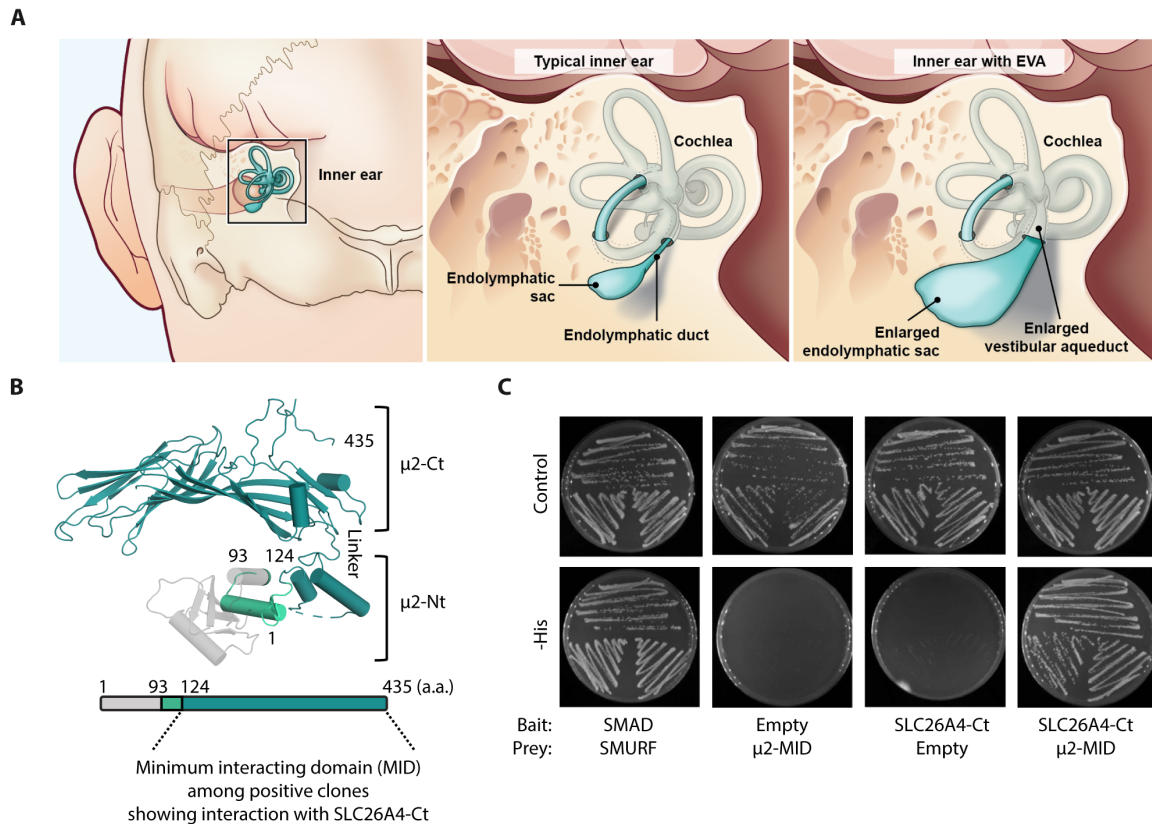 A
Inner ear
Typical inner ear
Cochlea
Endolymphatic
sac
Endolymphatic duct
Inner ear with EVA
Cochlea
Enlarged
endolymphatic sac
Enlarged
vestibular aqueduct
B
435
μ2-Ct
Linker
93 124
μ2-Nt
1
1 93 124 435 (a.a.)
Minimum interacting domain (MID)
among positive clones
showing interaction with SLC26A4-Ct
C
Control
-His
Bait: SMAD Empty SLC26A4-Ct SLC26A4-Ct
Prey: SMURF μ2-MID Empty μ2-MID